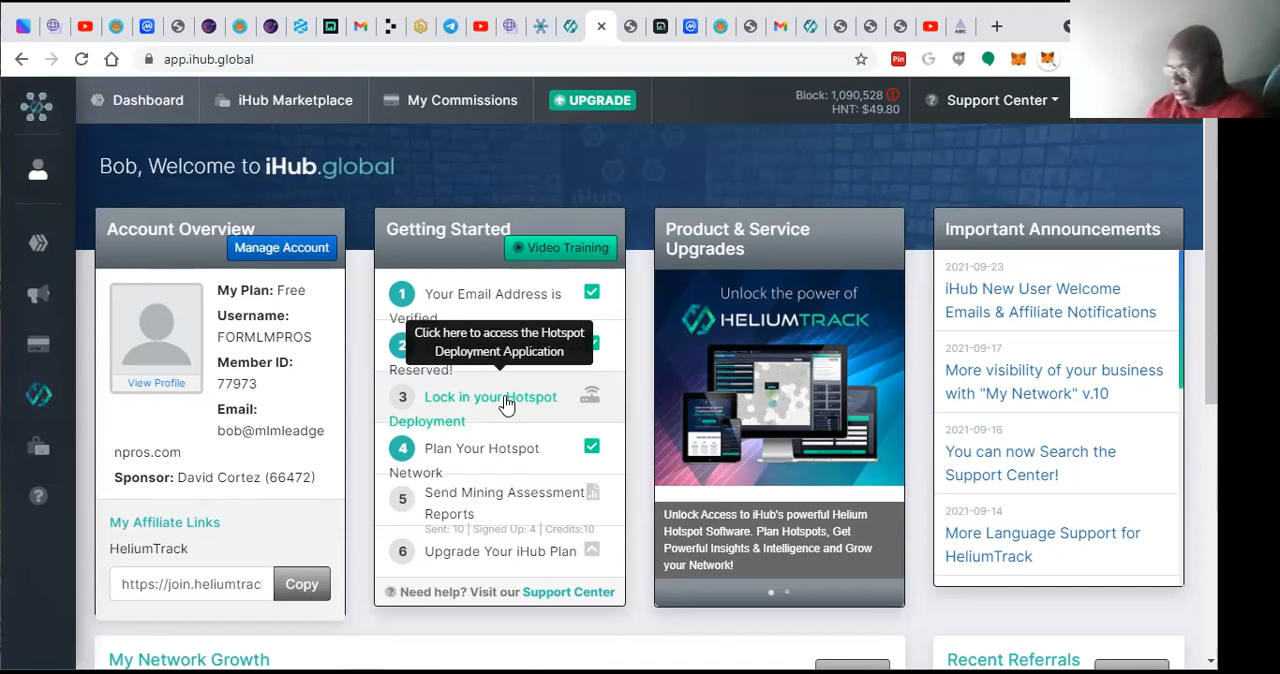 app.ihub.global
Pin
Dashboard
iHub Marketplace
My Commissions
UPGRADE
Block: 1,090,528
HNT: $49.80
Support Center
Bob, Welcome to iHub.global
Account Overview
Manage Account
My Plan: Free
Username:
FORMLMPROS
Member ID:
77973
Email:
bob@mlmleadge
npros.com
View Profile
Sponsor: David Cortez (66472)
My Affiliate Links
HeliumTrack
https://join.heliumtrac
Copy
Getting Started
Video Training
1 Your Email Address is
Verified
Click here to access the Hotspot
Deployment Application
2
Reserved!
3 Lock in your Hotspot
Deployment
4 Plan Your Hotspot
Network
5 Send Mining Assessment
Reports
Sent: 10 | Signed Up: 4 | Credits:10
6 Upgrade Your iHub Plan
Need help? Visit our Support Center
Product & Service
Upgrades
Unlock the power of
HELIUMTRACK
Unlock Access to iHub's powerful Helium
Hotspot Software. Plan Hotspots, Get
Powerful Insights & Intelligence and Grow
your Network!
Important Announcements
2021-09-23
iHub New User Welcome
Emails & Affiliate Notifications
2021-09-17
More visibility of your business
with "My Network" v.10
2021-09-16
You can now Search the
Support Center!
2021-09-14
More Language Support for
HeliumTrack
My Network Growth
Recent Referrals